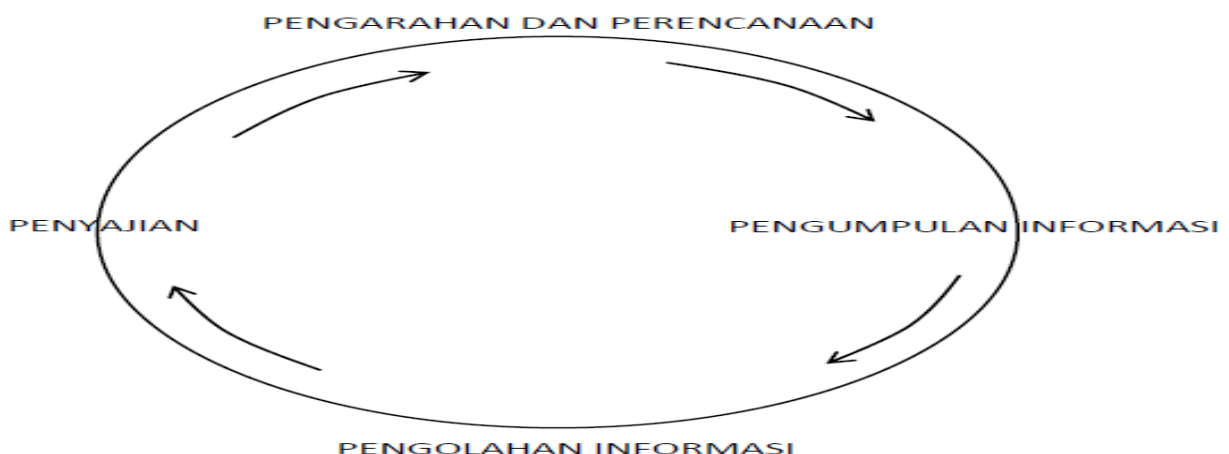 PENGARAHAN DAN PERENCANAAN
PENYAJIAN
PENGUMPULAN INFORMASI
PENGOLAHAN INFORMASI